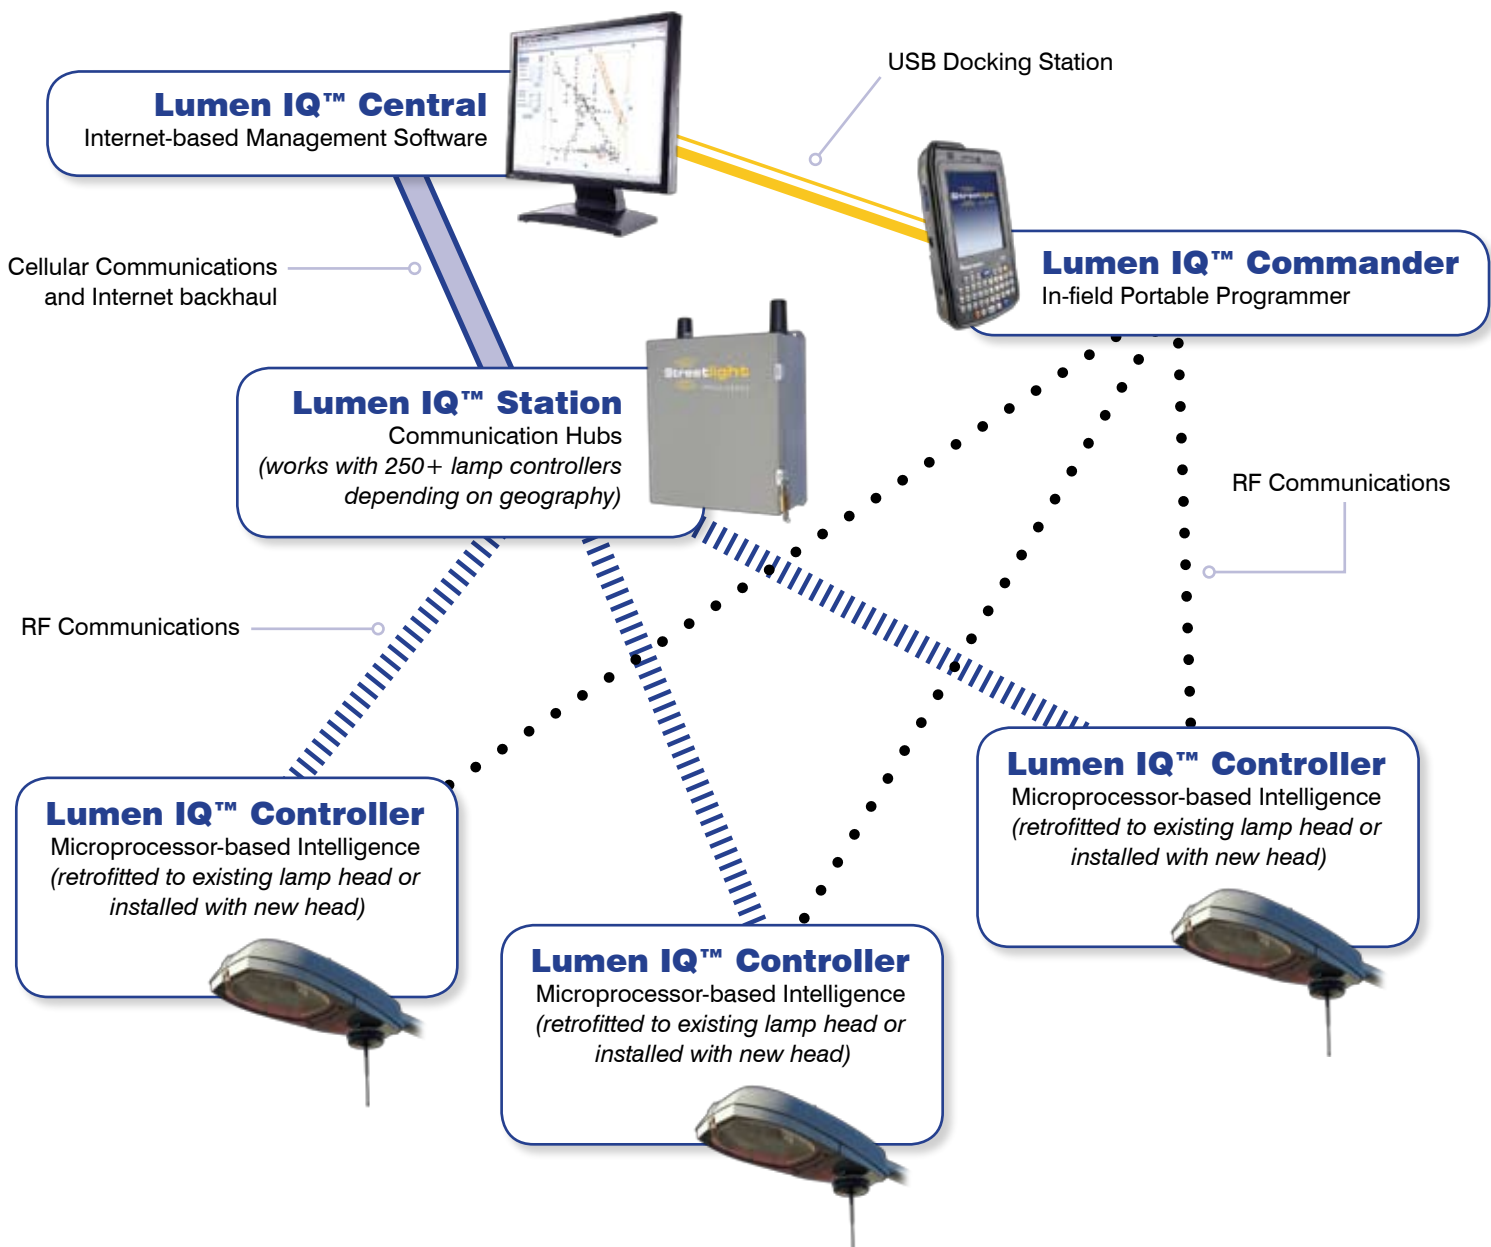 USB Docking Station
Lumen IQ™ Central
Internet-based Management Software
Lumen IQ™ Commander
In-field Portable Programmer
Cellular Communications
and Internet backhaul
Streetlight
Streetlight
Lumen IQ™ Station
Communication Hubs
(works with 250+ lamp controllers
depending on geography)
RF Communications
RF Communications
Lumen IQ™ Controller
Microprocessor-based Intelligence
(retrofitted to existing lamp head or
installed with new head)
Lumen IQ™ Controller
Microprocessor-based Intelligence
(retrofitted to existing lamp head or
installed with new head)
Lumen IQ™ Controller
Microprocessor-based Intelligence
(retrofitted to existing lamp head or
installed with new head)